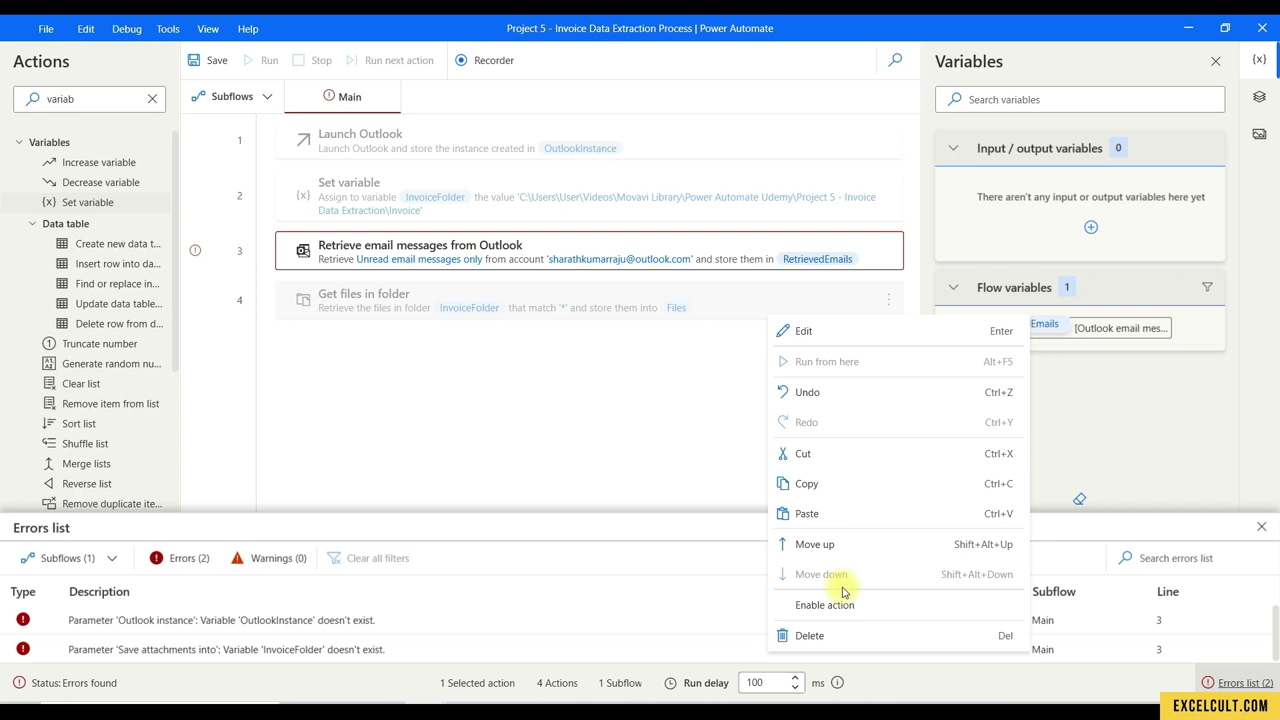 File Edit Debug Tools View Help
Project 5 - Invoice Data Extraction Process | Power Automate
Actions
Save Run Stop Run next action Recorder
Variables
{x}
variab
Subflows
Main
Search variables
Variables
Increase variable
Decrease variable
{x} Set variable
Data table
Create new data t...
Insert row into da...
Find or replace in...
Update data table...
Delete row from d...
Truncate number
Generate random nu...
Clear list
Remove item from list
Sort list
Shuffle list
Merge lists
Reverse list
Remove duplicate ite...
1
Launch Outlook
Launch Outlook and store the instance created in OutlookInstance
2
{x}
Set variable
Assign to variable InvoiceFolder the value 'C:\Users\User\Videos\Movavi Library\Power Automate Udemy\Project 5 - Invoice
Data Extraction\Invoice'
3
Retrieve email messages from Outlook
Retrieve Unread email messages only from account 'sharathkumarraju@outlook.com' and store them in RetrievedEmails
4
Get files in folder
Retrieve the files in folder InvoiceFolder that match '*' and store them into Files
Input / output variables 0
There aren't any input or output variables here yet
Flow variables 1
Emails [Outlook email mes...
Edit Enter
Run from here Alt+F5
Undo Ctrl+Z
Redo Ctrl+Y
Cut Ctrl+X
Copy Ctrl+C
Paste Ctrl+V
Move up Shift+Alt+Up
Move down Shift+Alt+Down
Enable action
Delete Del
Errors list
Subflows (1) Errors (2) Warnings (0) Clear all filters
Search errors list
Type Description Subflow Line
Parameter 'Outlook instance': Variable 'OutlookInstance' doesn't exist. Main 3
Parameter 'Save attachments into': Variable 'InvoiceFolder' doesn't exist. Main 3
Status: Errors found 1 Selected action 4 Actions 1 Subflow Run delay 100 ms Errors list (2)
EXCELCULT.COM